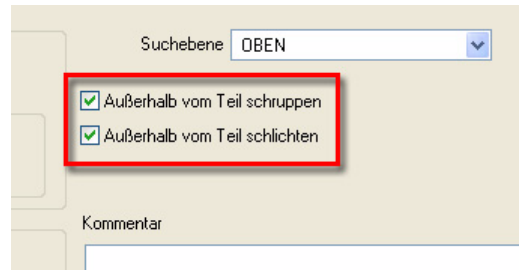 Suchebene OBEN
Außerhalb vom Teil schruppen
Außerhalb vom Teil schlichten
Kommentar